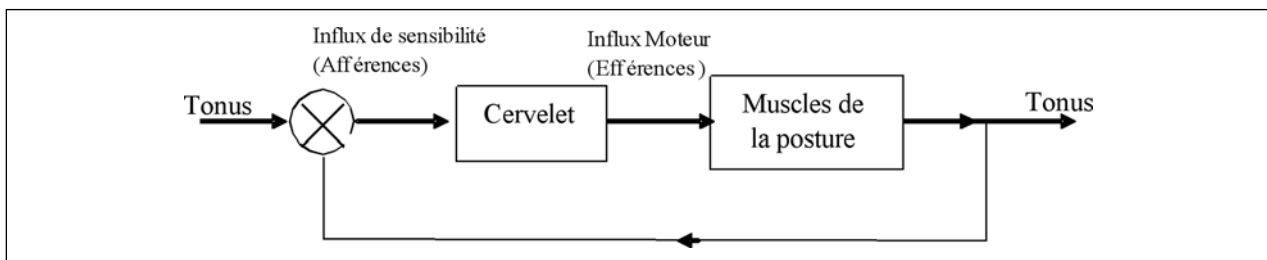 Influx de sensibilité
(Afférences)
Influx Moteur
(Efférences )
Tonus
Cervelet
Muscles de
la posture
Tonus